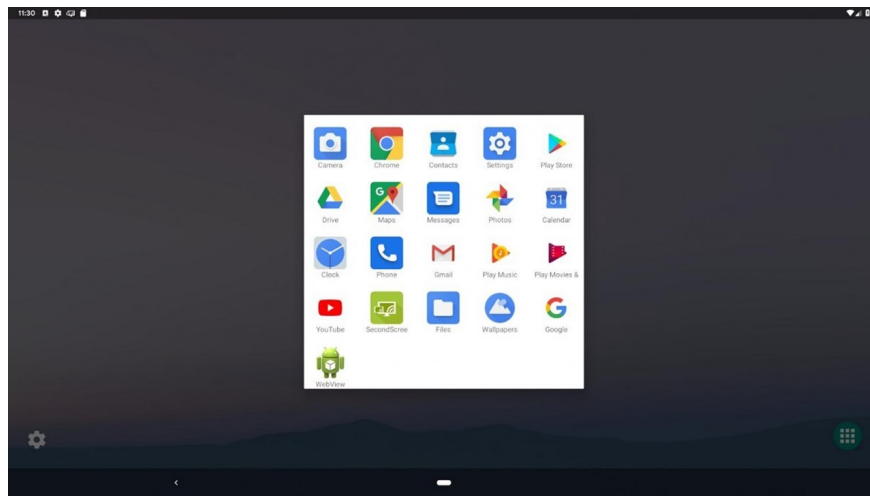 11:30
Camera Chrome Contacts Settings Play Store
G
Drive Maps Messages Photos Calendar
31
Clock Phone Gmail Play Music Play Movies &
YouTube SecondScree Files Wallpapers Google
WebView